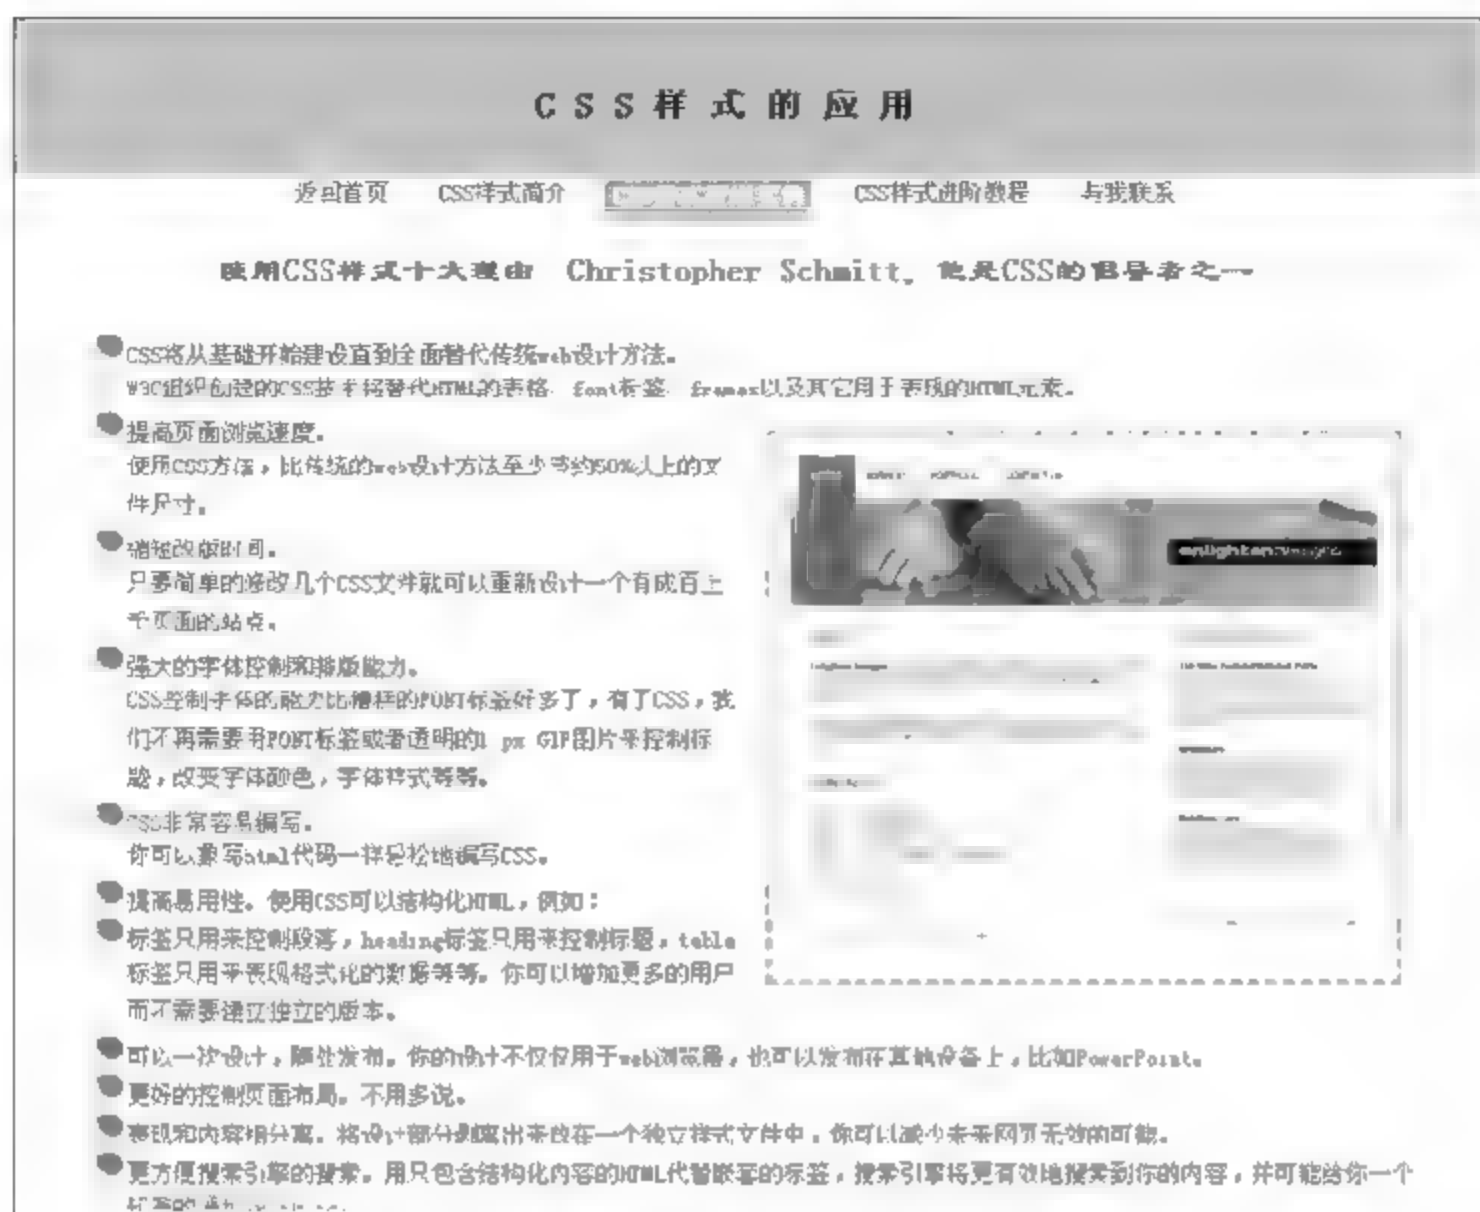 CSS样式的应用
返回首页 CSS样式简介 CSS样式进阶教程 与我联系
使用CSS样式十大理由 Christopher Schmitt, 他是CSS的倡导者之一
CSS将从基础开始建设直到全面替代传统web设计方法。
W3C组织创建的CSS技术将替代HTML的表格, font标签, frames以及其它用于表现的HTML元素。
提高页面浏览速度。
使用CSS方法，比传统的web设计方法至少节约50%以上的文
件尺寸。
缩短改版时间。
只要简单的修改几个CSS文件就可以重新设计一个有成百上
千页面的站点。
强大的字体控制和排版能力。
CSS控制字体的能力比糟糕的FONT标签好多了，有了CSS，我
们不再需要用FONT标签或者透明的1 px GIF图片来控制标
题，改变字体颜色，字体样式等等。
CSS非常容易编写。
你可以象写html代码一样轻松地编写CSS。
提高易用性。使用CSS可以结构化HTML，例如：
标签只用来控制段落，heading标签只用来控制标题，table
标签只用来表现格式化的数据等等。你可以增加更多的用户
而不需要建立独立的版本。
可以一次设计，随处发布。你的设计不仅仅用于web浏览器，也可以发布在其他设备上，比如PowerPoint。
更好的控制页面布局。不用多说。
表现和内容相分离。将设计部分剥离出来放在一个独立样式文件中，你可以减少未来网页无效的可能。
更方便搜索引擎的搜索。用只包含结构化内容的HTML代替嵌套的标签，搜索引擎将更有效地搜索到你的内容，并可能给你一个